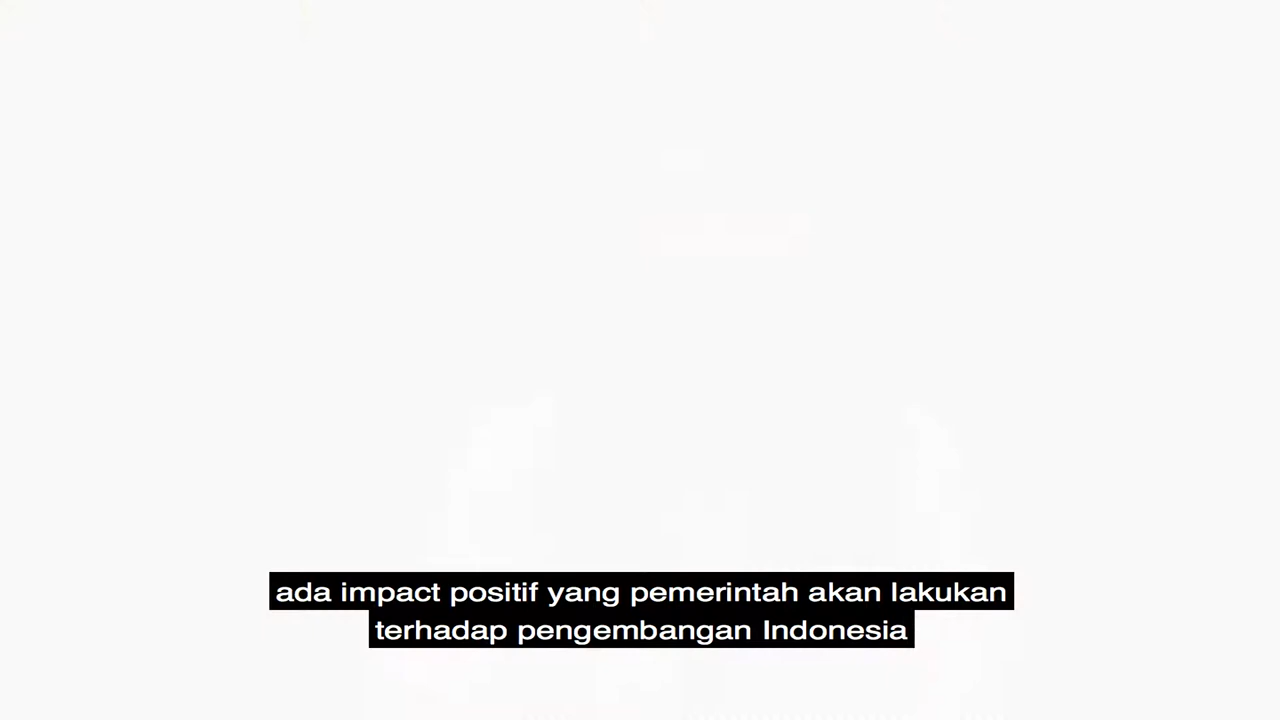 ada impact positif yang pemerintah akan lakukan
terhadap pengembangan Indonesia